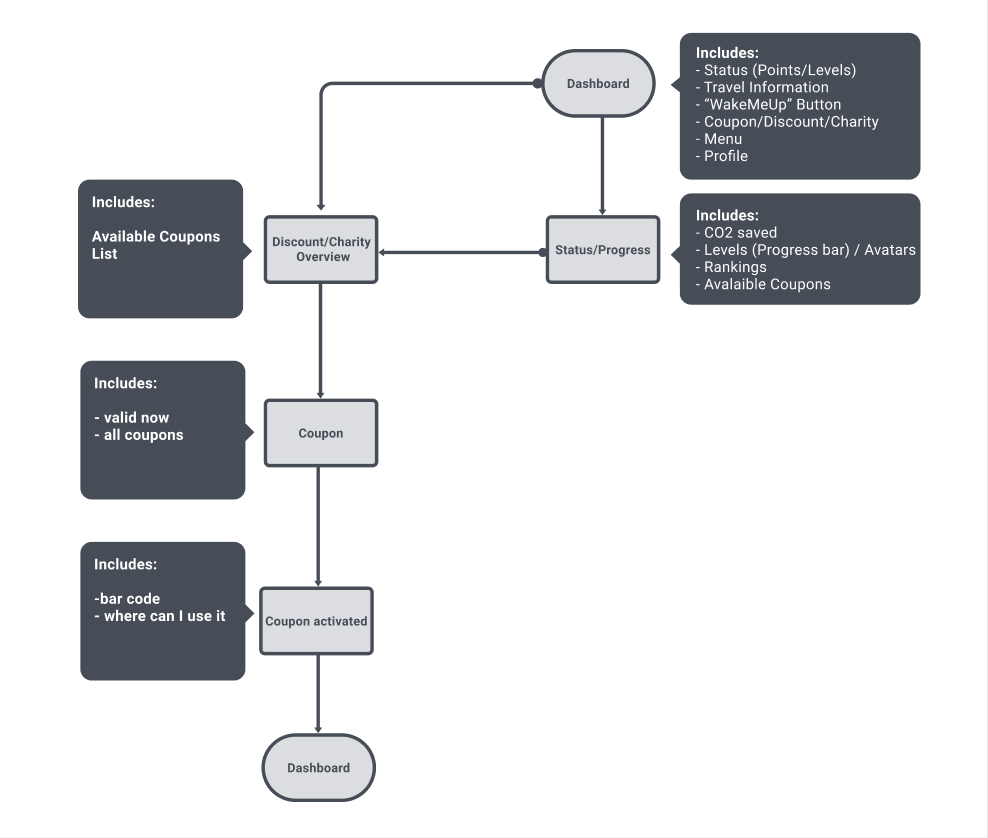 Dashboard
Includes:
- Status (Points/Levels)
- Travel Information
- “WakeMeUp” Button
- Coupon/Discount/Charity
- Menu
- Profile
Includes:
Available Coupons
List
Discount/Charity
Overview
Status/Progress
Includes:
- CO2 saved
- Levels (Progress bar) / Avatars
- Rankings
- Avalaible Coupons
Includes:
- valid now
- all coupons
Coupon
Includes:
-bar code
- where can I use it
Coupon activated
Dashboard